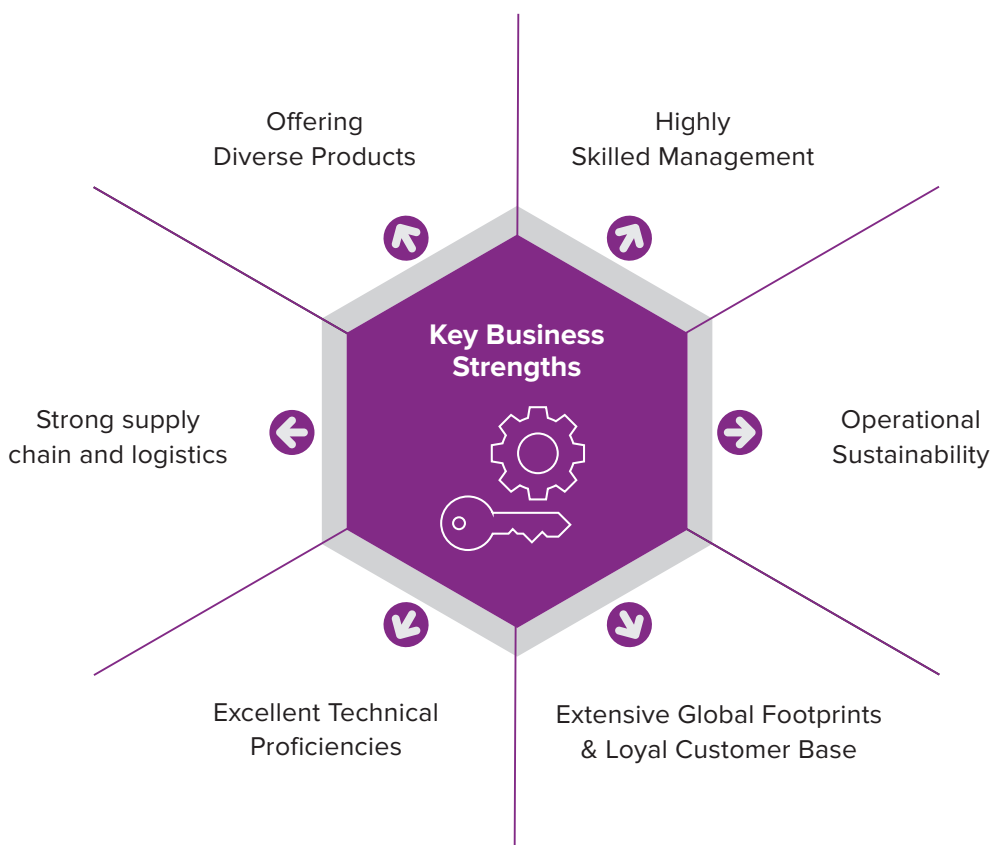 Offering
Diverse Products
Highly
Skilled Management
Key Business
Strengths
Strong supply
chain and logistics
Operational
Sustainability
Excellent Technical
Proficiencies
Extensive Global Footprints
& Loyal Customer Base